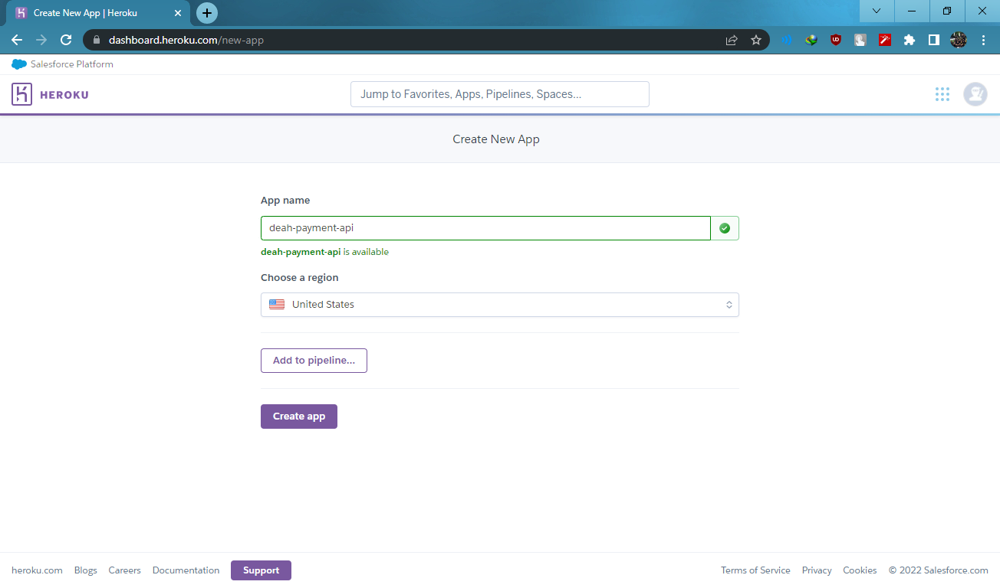 Create New App | Heroku
dashboard.heroku.com/new-app
Salesforce Platform
HEROKU
Jump to Favorites, Apps, Pipelines, Spaces...
Create New App
App name
deah-payment-api
deah-payment-api is available
Choose a region
United States
Add to pipeline...
Create app
heroku.com Blogs Careers Documentation Support Terms of Service Privacy Cookies © 2022 Salesforce.com